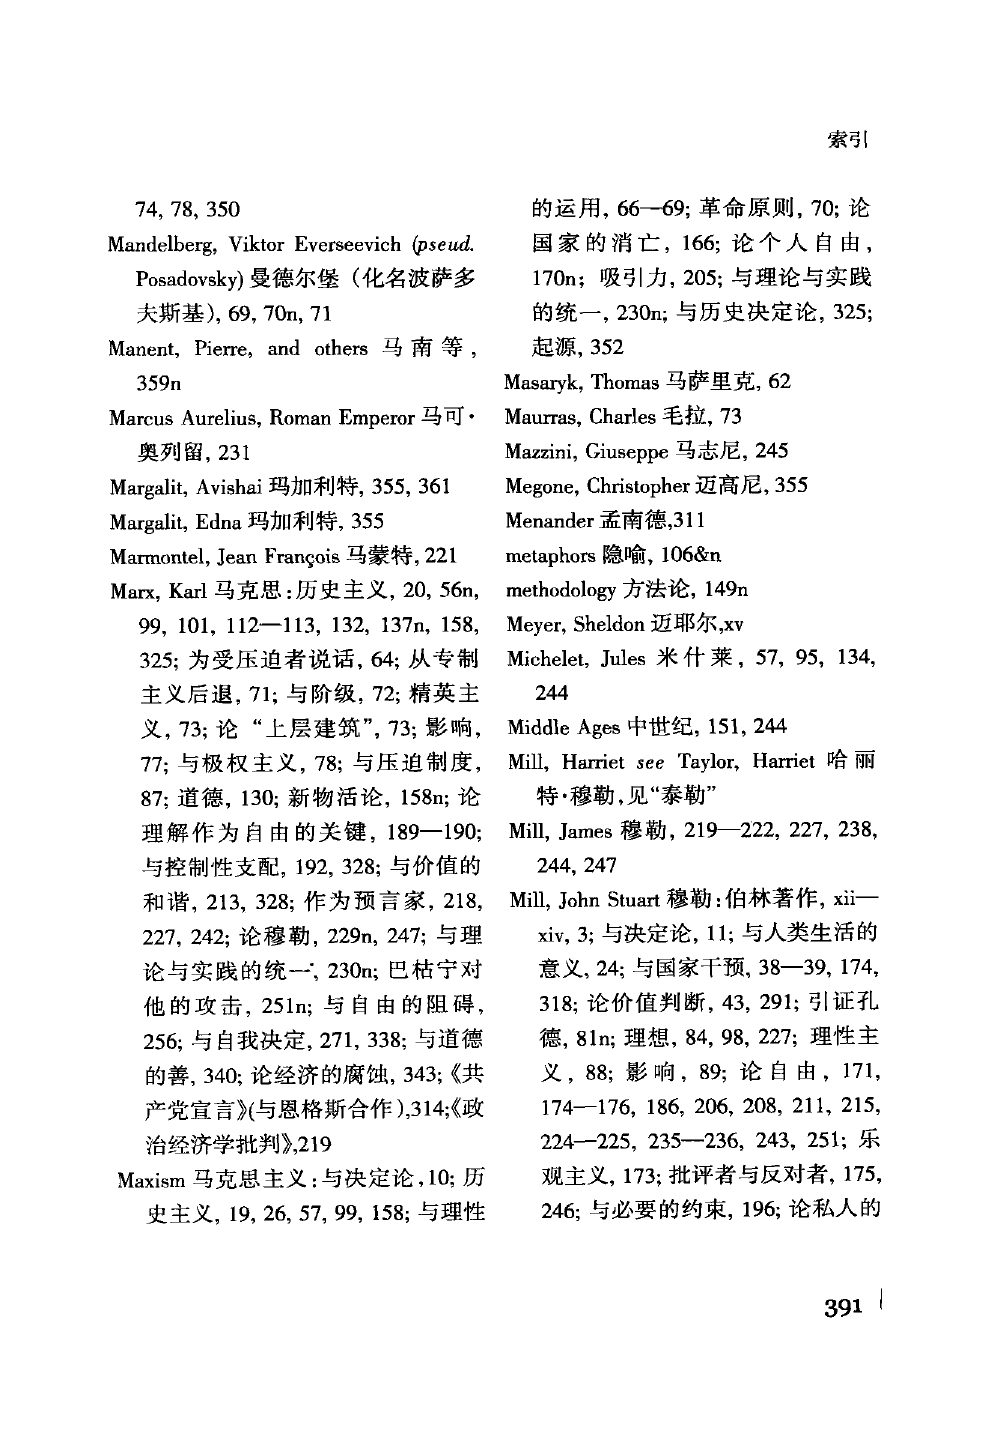 索引
74, 78, 350
Mandelberg, Viktor Everseevich (pseud.
Posadovsky) 曼德尔堡（化名波萨多
夫斯基）, 69, 70n, 71
Manent, Pierre, and others 马南等,
359n
Marcus Aurelius, Roman Emperor 马可·
奥列留, 231
Margalit, Avishai 玛加利特, 355, 361
Margalit, Edna 玛加利特, 355
Marmontel, Jean François 马蒙特, 221
Marx, Karl 马克思:历史主义, 20, 56n,
99, 101, 112—113, 132, 137n, 158,
325; 为受压迫者说话, 64; 从专制
主义后退, 71; 与阶级, 72; 精英主
义, 73; 论“上层建筑”, 73; 影响,
77; 与极权主义, 78; 与压迫制度,
87; 道德, 130; 新物活论, 158n; 论
理解作为自由的关键, 189—190;
与控制性支配, 192, 328; 与价值的
和谐, 213, 328; 作为预言家, 218,
227, 242; 论穆勒, 229n, 247; 与理
论与实践的统一, 230n; 巴枯宁对
他的攻击, 251n; 与自由的阻碍,
256; 与自我决定, 271, 338; 与道德
的善, 340; 论经济的腐蚀, 343;《共
产党宣言》(与恩格斯合作),314;《政
治经济学批判》,219
Maxism 马克思主义:与决定论,10; 历
史主义, 19, 26, 57, 99, 158; 与理性
的运用, 66—69; 革命原则, 70; 论
国家的消亡, 166; 论个人自由,
170n; 吸引力, 205; 与理论与实践
的统一, 230n; 与历史决定论, 325;
起源, 352
Masaryk, Thomas 马萨里克, 62
Maurras, Charles 毛拉, 73
Mazzini, Giuseppe 马志尼, 245
Megone, Christopher 迈高尼, 355
Menander 孟南德,311
metaphors 隐喻, 106&n
methodology 方法论, 149n
Meyer, Sheldon 迈耶尔,xv
Michelet, Jules 米什莱, 57, 95, 134,
244
Middle Ages 中世纪, 151, 244
Mill, Harriet see Taylor, Harriet 哈丽
特·穆勒,见“泰勒”
Mill, James 穆勒, 219—222, 227, 238,
244, 247
Mill, John Stuart 穆勒:伯林著作, xii—
xiv, 3; 与决定论, 11; 与人类生活的
意义, 24; 与国家干预, 38—39, 174,
318; 论价值判断, 43, 291; 引证孔
德, 81n; 理想, 84, 98, 227; 理性主
义, 88; 影响, 89; 论自由, 171,
174—176, 186, 206, 208, 211, 215,
224—225, 235—236, 243, 251; 乐
观主义, 173; 批评者与反对者, 175,
246; 与必要的约束, 196; 论私人的
391